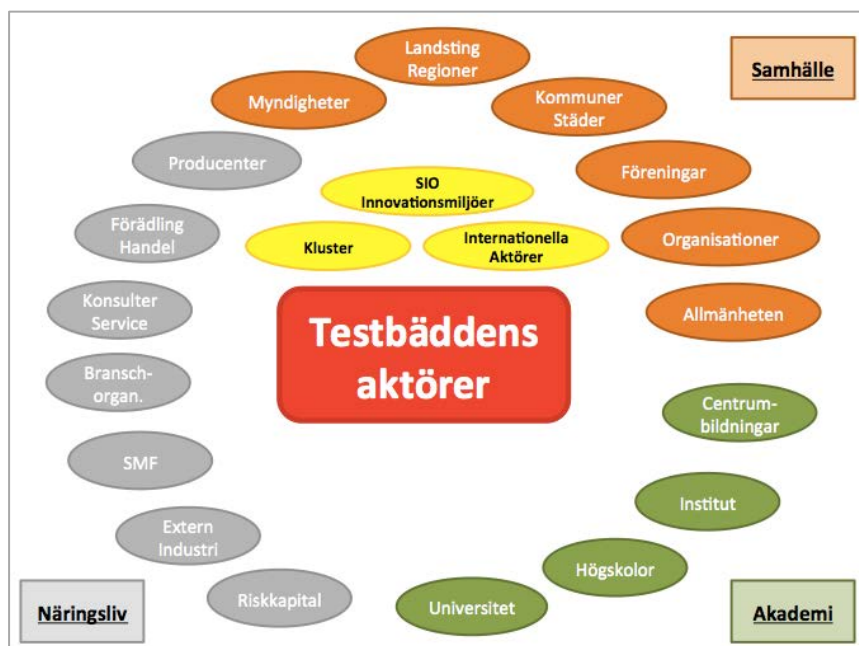 Landsting
Regioner
Samhälle
Myndigheter
Kommuner
Städer
Producenter
Föreningar
SIO
Innovationsmiljöer
Förädling
Handel
Kluster
Internationella
Aktörer
Organisationer
Konsulter
Service
Allmänheten
Testbäddens
aktörer
Bransch-
organ.
Centrum-
bildningar
SMF
Institut
Extern
Industri
Högskolor
Näringsliv
Riskkapital
Universitet
Akademi